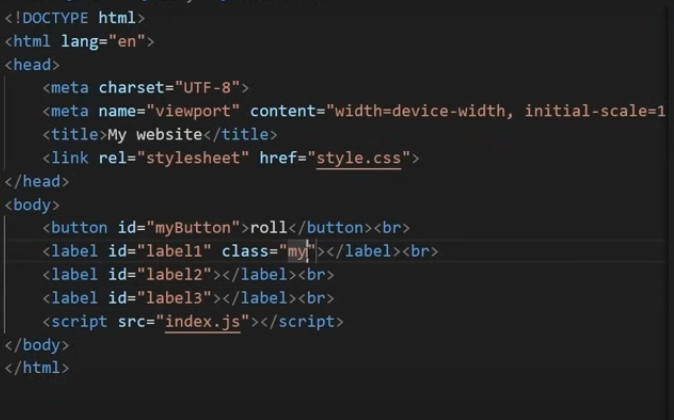 <!DOCTYPE html>
<html lang="en">
<head>
    <meta charset="UTF-8">
    <meta name="viewport" content="width=device-width, initial-scale=1
    <title>My website</title>
    <link rel="stylesheet" href="style.css">
</head>
<body>
    <button id="myButton">roll</button><br>
    <label id="label1" class="my"></label><br>
    <label id="label2"></label><br>
    <label id="label3"></label><br>
    <script src="index.js"></script>
</body>
</html>